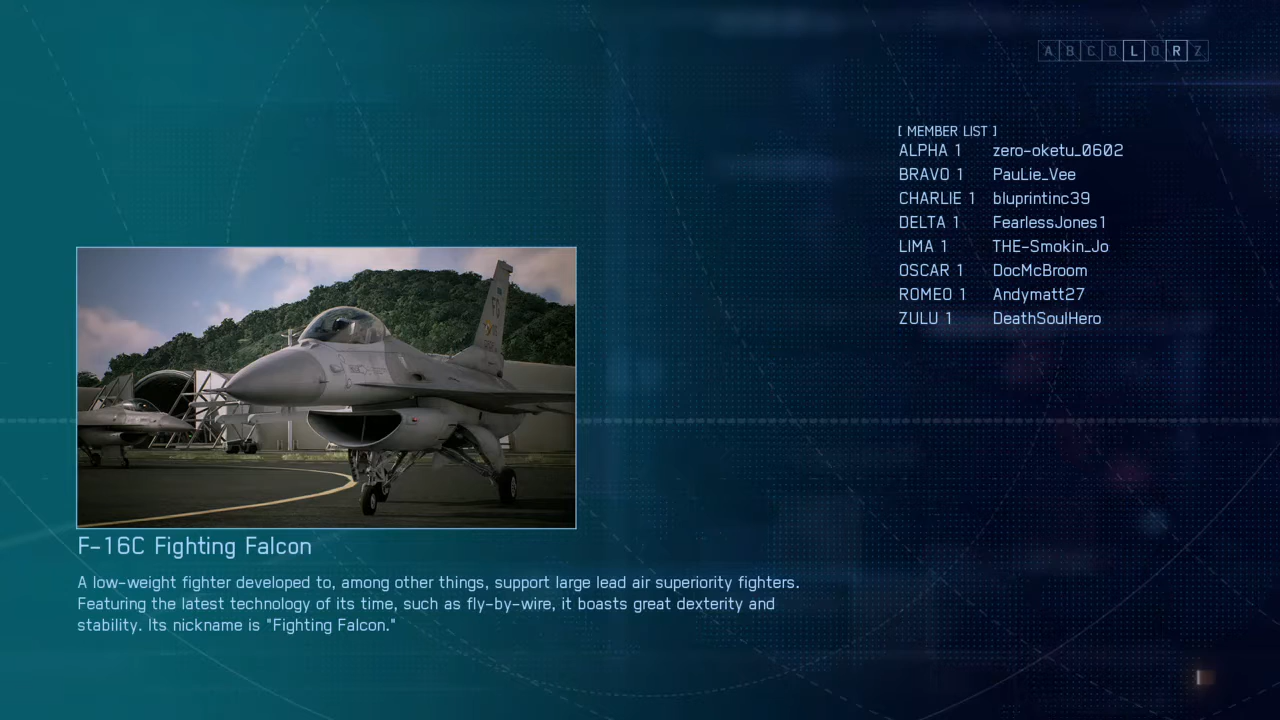 A B C D L O R Z
[ MEMBER LIST ]
ALPHA 1 zero-oketu_0602
BRAVO 1 PauLie_Vee
CHARLIE 1 bluprintinc39
DELTA 1 FearlessJones1
LIMA 1 THE-Smokin_Jo
OSCAR 1 DocMcBroom
ROMEO 1 Andymatt27
ZULU 1 DeathSoulHero
F-16C Fighting Falcon
A low-weight fighter developed to, among other things, support large lead air superiority fighters.
Featuring the latest technology of its time, such as fly-by-wire, it boasts great dexterity and
stability. Its nickname is "Fighting Falcon."